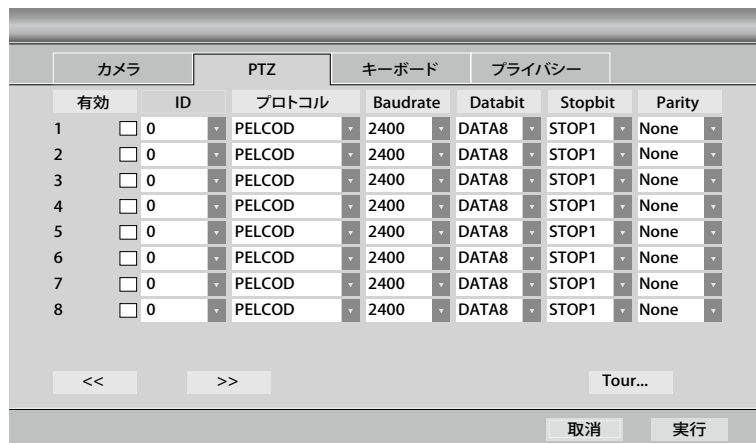 カメラ PTZ キーボード プライバシー
有効 ID プロトコル Baudrate Databit Stopbit Parity
1 0 PELCOD 2400 DATA8 STOP1 None
2 0 PELCOD 2400 DATA8 STOP1 None
3 0 PELCOD 2400 DATA8 STOP1 None
4 0 PELCOD 2400 DATA8 STOP1 None
5 0 PELCOD 2400 DATA8 STOP1 None
6 0 PELCOD 2400 DATA8 STOP1 None
7 0 PELCOD 2400 DATA8 STOP1 None
8 0 PELCOD 2400 DATA8 STOP1 None
<< >> Tour...
取消 実行